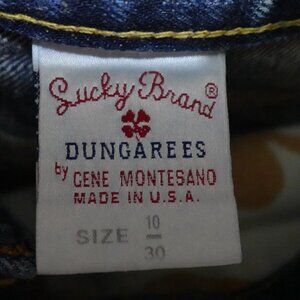 Lucky Brand®
DUNGAREES
by GENE MONTESANO
MADE IN U.S.A.
SIZE 10
30